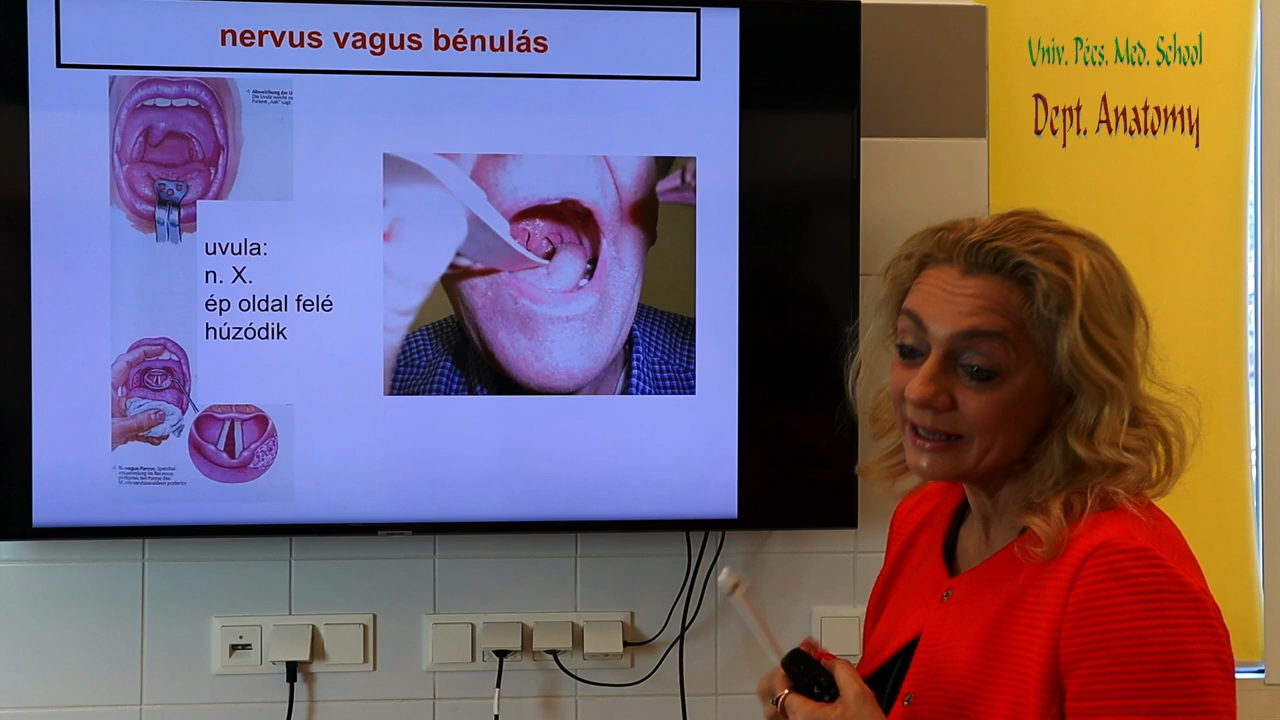 nervus vagus bénulás
uvula:
n. X.
ép oldal felé
húzódik
Univ. Pécs. Med. School
Dept. Anatomy